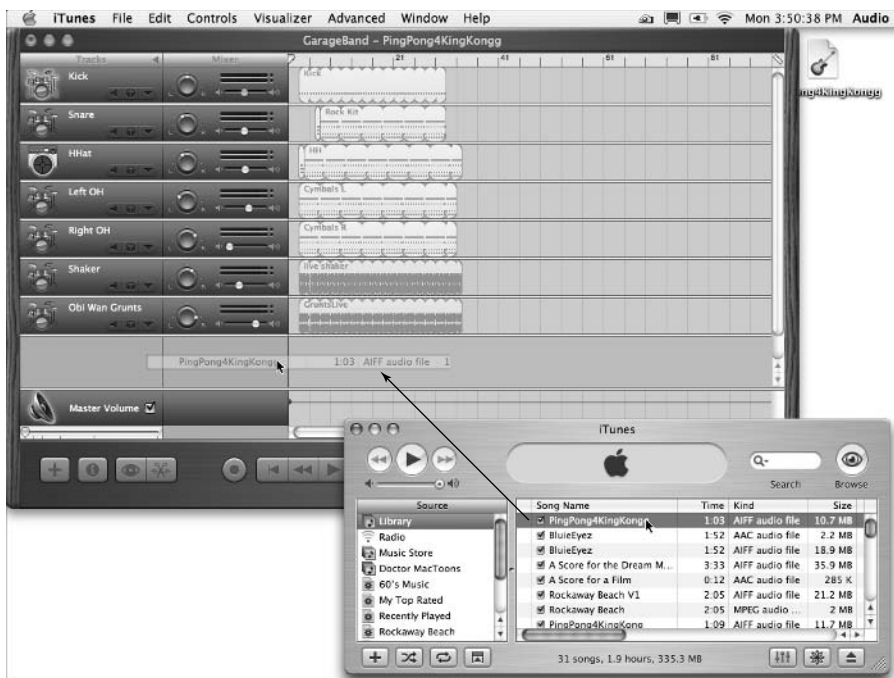 iTunes File Edit Controls Visualizer Advanced Window Help Mon 3:50:38 PM Audio
GarageBand – PingPong4KingKongg
Tracks Mixer 21 41 61 81
Kick Kick
Snare Rock Kit
HHat HH
Left OH Cymbals L
Right OH Cymbals R
Shaker live shaker
Obi Wan Grunts GruntsLive
PingPong4KingKongg 1:03 AIFF audio file 1
Master Volume
iTunes
Search Browse
Source Song Name Time Kind Size
Library PingPong4KingKongg 1:03 AIFF audio file 10.7 MB
Radio BluieEyez 1:52 AAC audio file 2.2 MB
Music Store BluieEyez 1:52 AIFF audio file 18.9 MB
Doctor MacToons A Score for the Dream M... 3:33 AIFF audio file 35.9 MB
60's Music A Score for a Film 0:12 AAC audio file 285 K
My Top Rated Rockaway Beach V1 2:05 AIFF audio file 21.2 MB
Recently Played Rockaway Beach 2:05 MPEG audio ... 2 MB
Rockaway Beach PingPong4KingKong 1:09 AIFF audio file 11.7 MB
31 songs, 1.9 hours, 335.3 MB